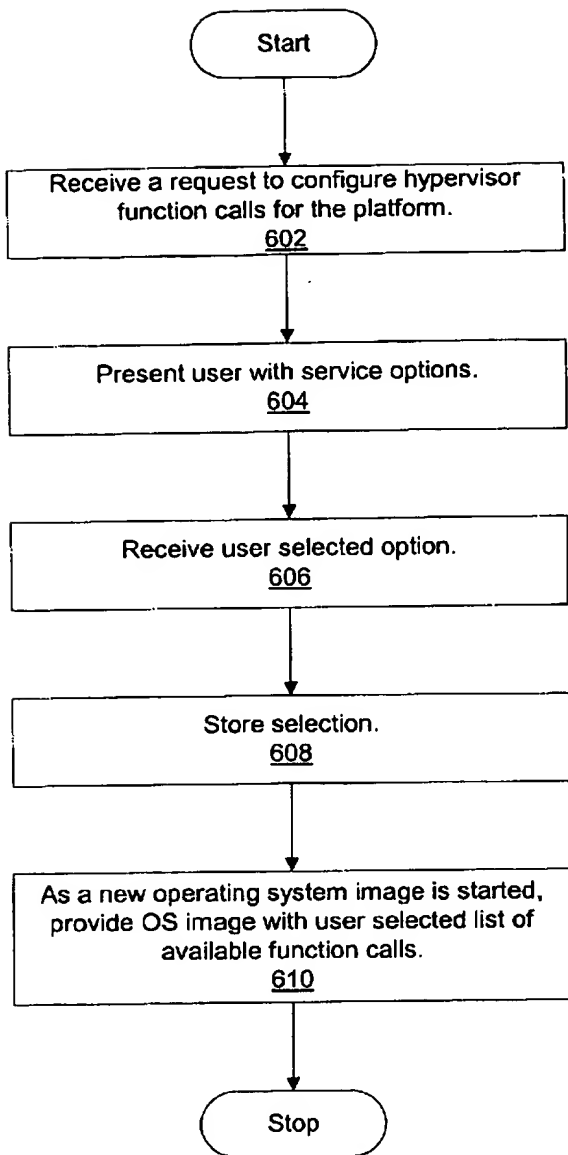 Start
Receive a request to configure hypervisor
function calls for the platform.
602
Present user with service options.
604
Receive user selected option.
606
Store selection.
608
As a new operating system image is started,
provide OS image with user selected list of
available function calls.
610
Stop